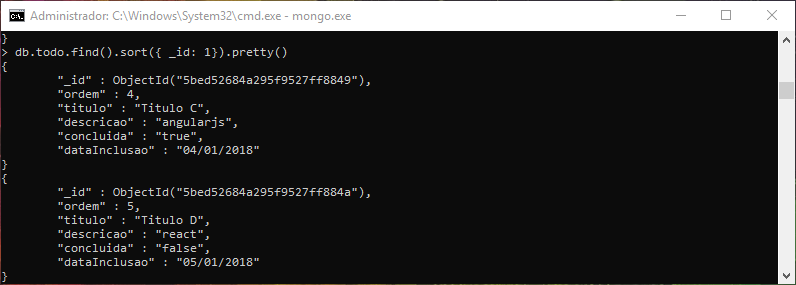 Administrador: C:\Windows\System32\cmd.exe - mongo.exe
}
> db.todo.find().sort({ _id: 1}).pretty()
{
        "_id" : ObjectId("5bed52684a295f9527ff8849"),
        "ordem" : 4,
        "titulo" : "Titulo C",
        "descricao" : "angularjs",
        "concluida" : "true",
        "dataInclusao" : "04/01/2018"
}
{
        "_id" : ObjectId("5bed52684a295f9527ff884a"),
        "ordem" : 5,
        "titulo" : "Titulo D",
        "descricao" : "react",
        "concluida" : "false",
        "dataInclusao" : "05/01/2018"
}